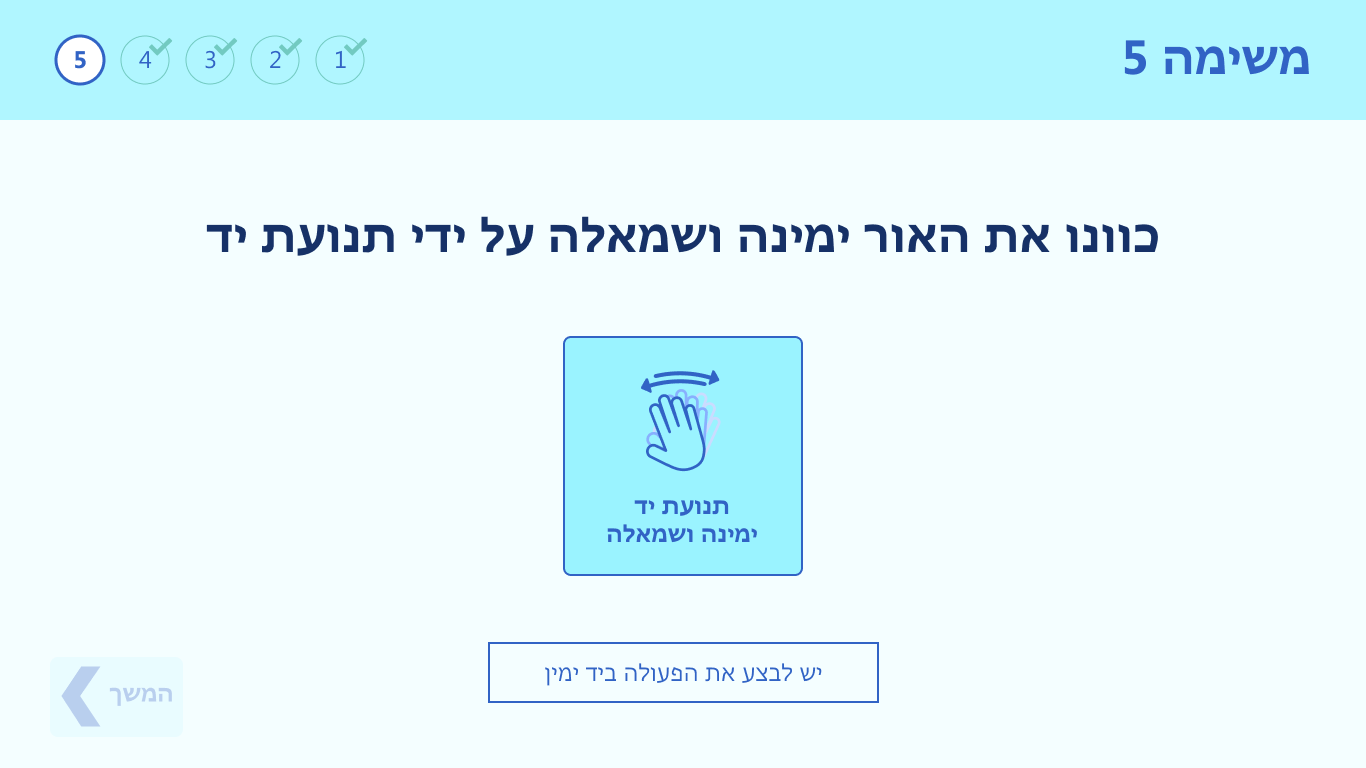 משימה 5
1
2
3
4
5
כוונו את האור ימינה ושמאלה על ידי תנועת יד
תנועת יד
ימינה ושמאלה
יש לבצע את הפעולה ביד ימין
המשך